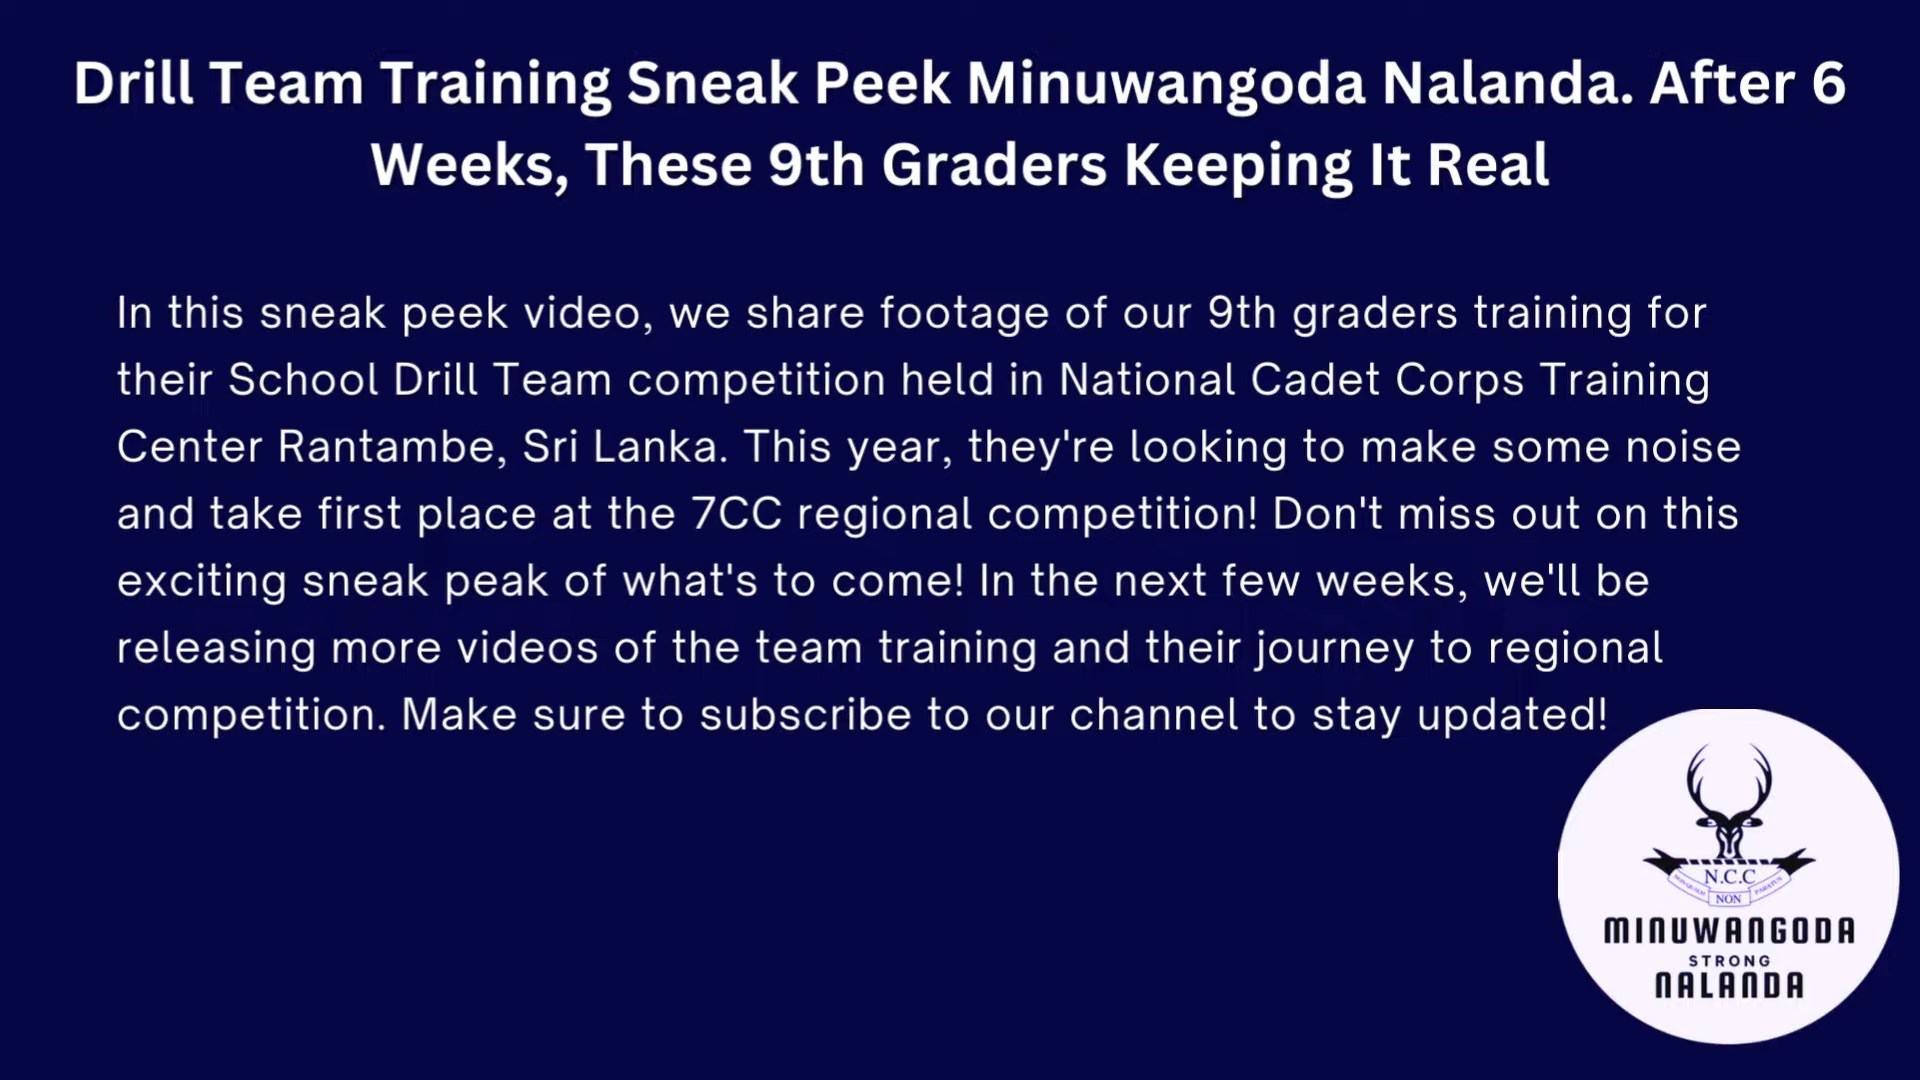 Drill Team Training Sneak Peek Minuwangoda Nalanda. After 6
Weeks, These 9th Graders Keeping It Real
In this sneak peek video, we share footage of our 9th graders training for
their School Drill Team competition held in National Cadet Corps Training
Center Rantambe, Sri Lanka. This year, they're looking to make some noise
and take first place at the 7CC regional competition! Don't miss out on this
exciting sneak peak of what's to come! In the next few weeks, we'll be
releasing more videos of the team training and their journey to regional
competition. Make sure to subscribe to our channel to stay updated!
N.C.C
NON
MINUWANGODA
STRONG
NALANDA